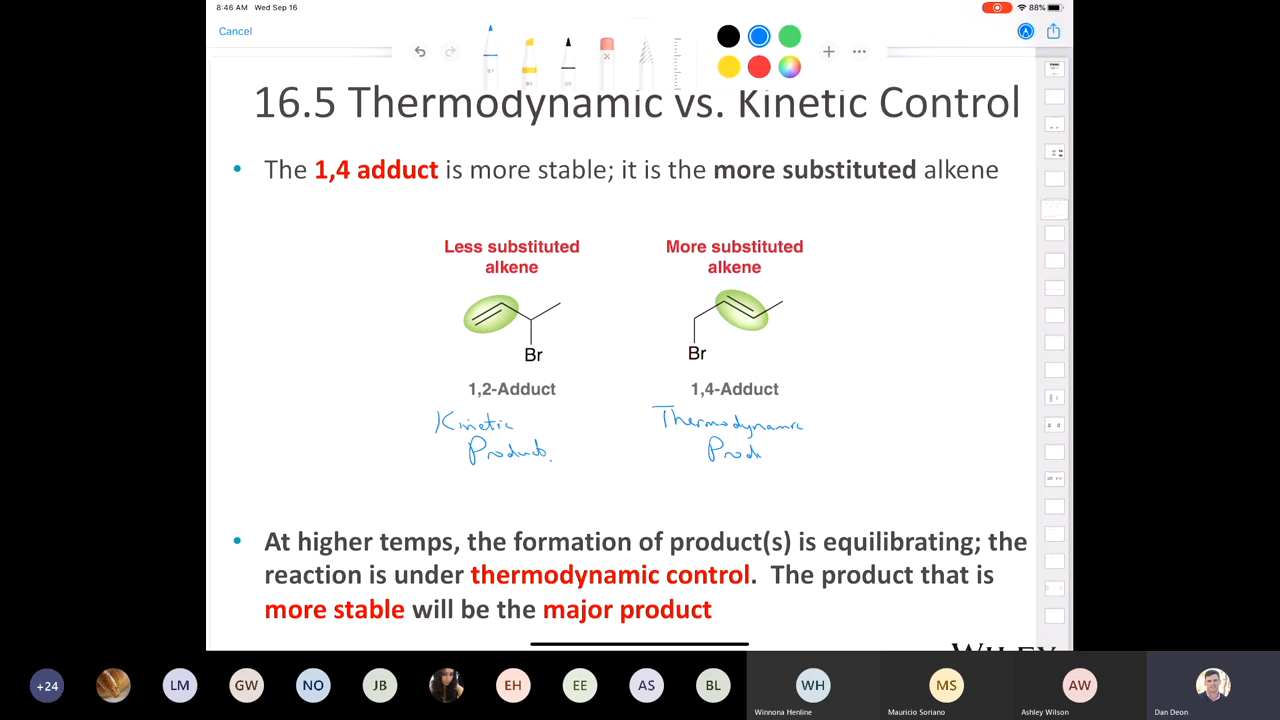 8:46 AM Wed Sep 16
88%
Cancel
16.5 Thermodynamic vs. Kinetic Control
• The 1,4 adduct is more stable; it is the more substituted alkene
Less substituted
alkene
More substituted
alkene
Br
Br
1,2-Adduct
1,4-Adduct
Kinetic
Product.
Thermodynamic
Produ
• At higher temps, the formation of product(s) is equilibrating; the
reaction is under thermodynamic control. The product that is
more stable will be the major product
WILEY
+24
LM
GW
NO
JB
EH
EE
AS
BL
WH
MS
AW
Winnona Henline
Mauricio Soriano
Ashley Wilson
Dan Deon